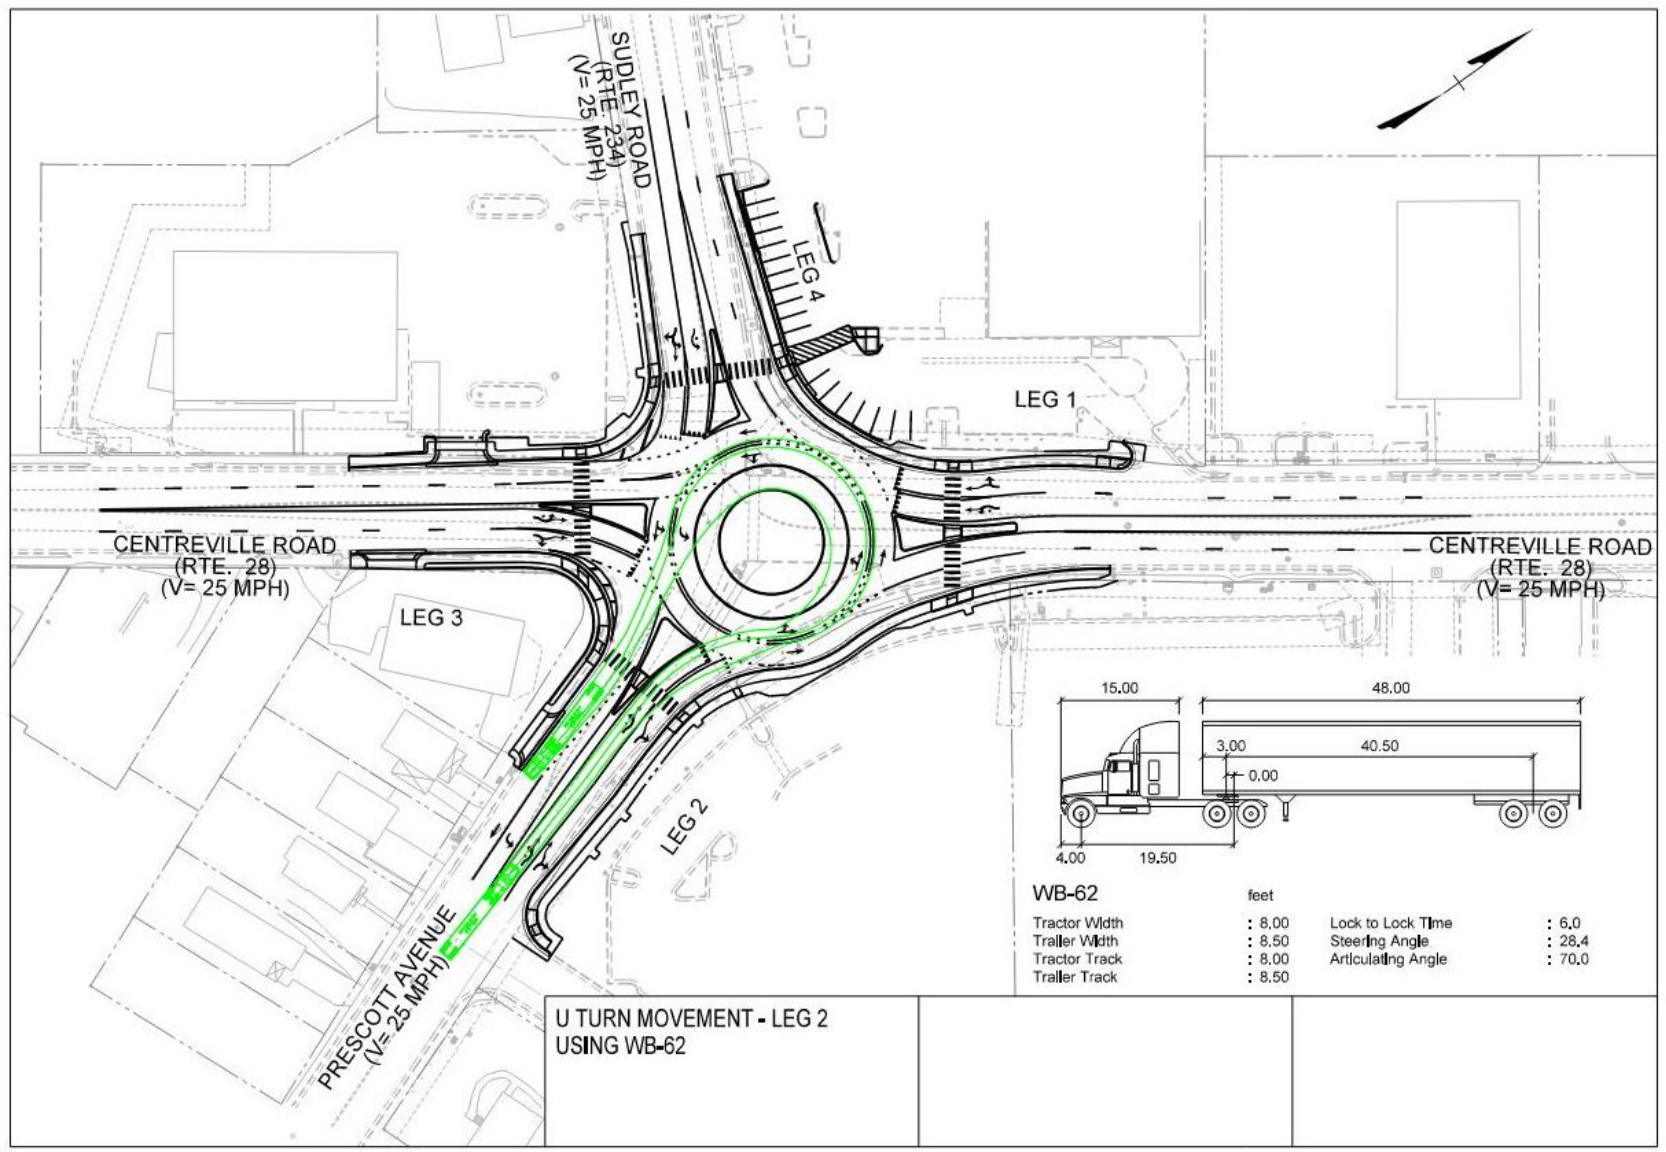 SUDLEY ROAD
(RTE. 234)
(V= 25 MPH)
LEG 4
LEG 1
CENTREVILLE ROAD
(RTE. 28)
(V= 25 MPH)
CENTREVILLE ROAD
(RTE. 28)
(V= 25 MPH)
LEG 3
LEG 2
PRESCOTT AVENUE
(V= 25 MPH)
15.00
48.00
3.00
40.50
0.00
4.00
19.50
WB-62
feet
Tractor Width : 8.00
Trailer Width : 8.50
Tractor Track : 8.00
Trailer Track : 8.50
Lock to Lock Time : 6.0
Steering Angle : 28.4
Articulating Angle : 70.0
U TURN MOVEMENT - LEG 2
USING WB-62